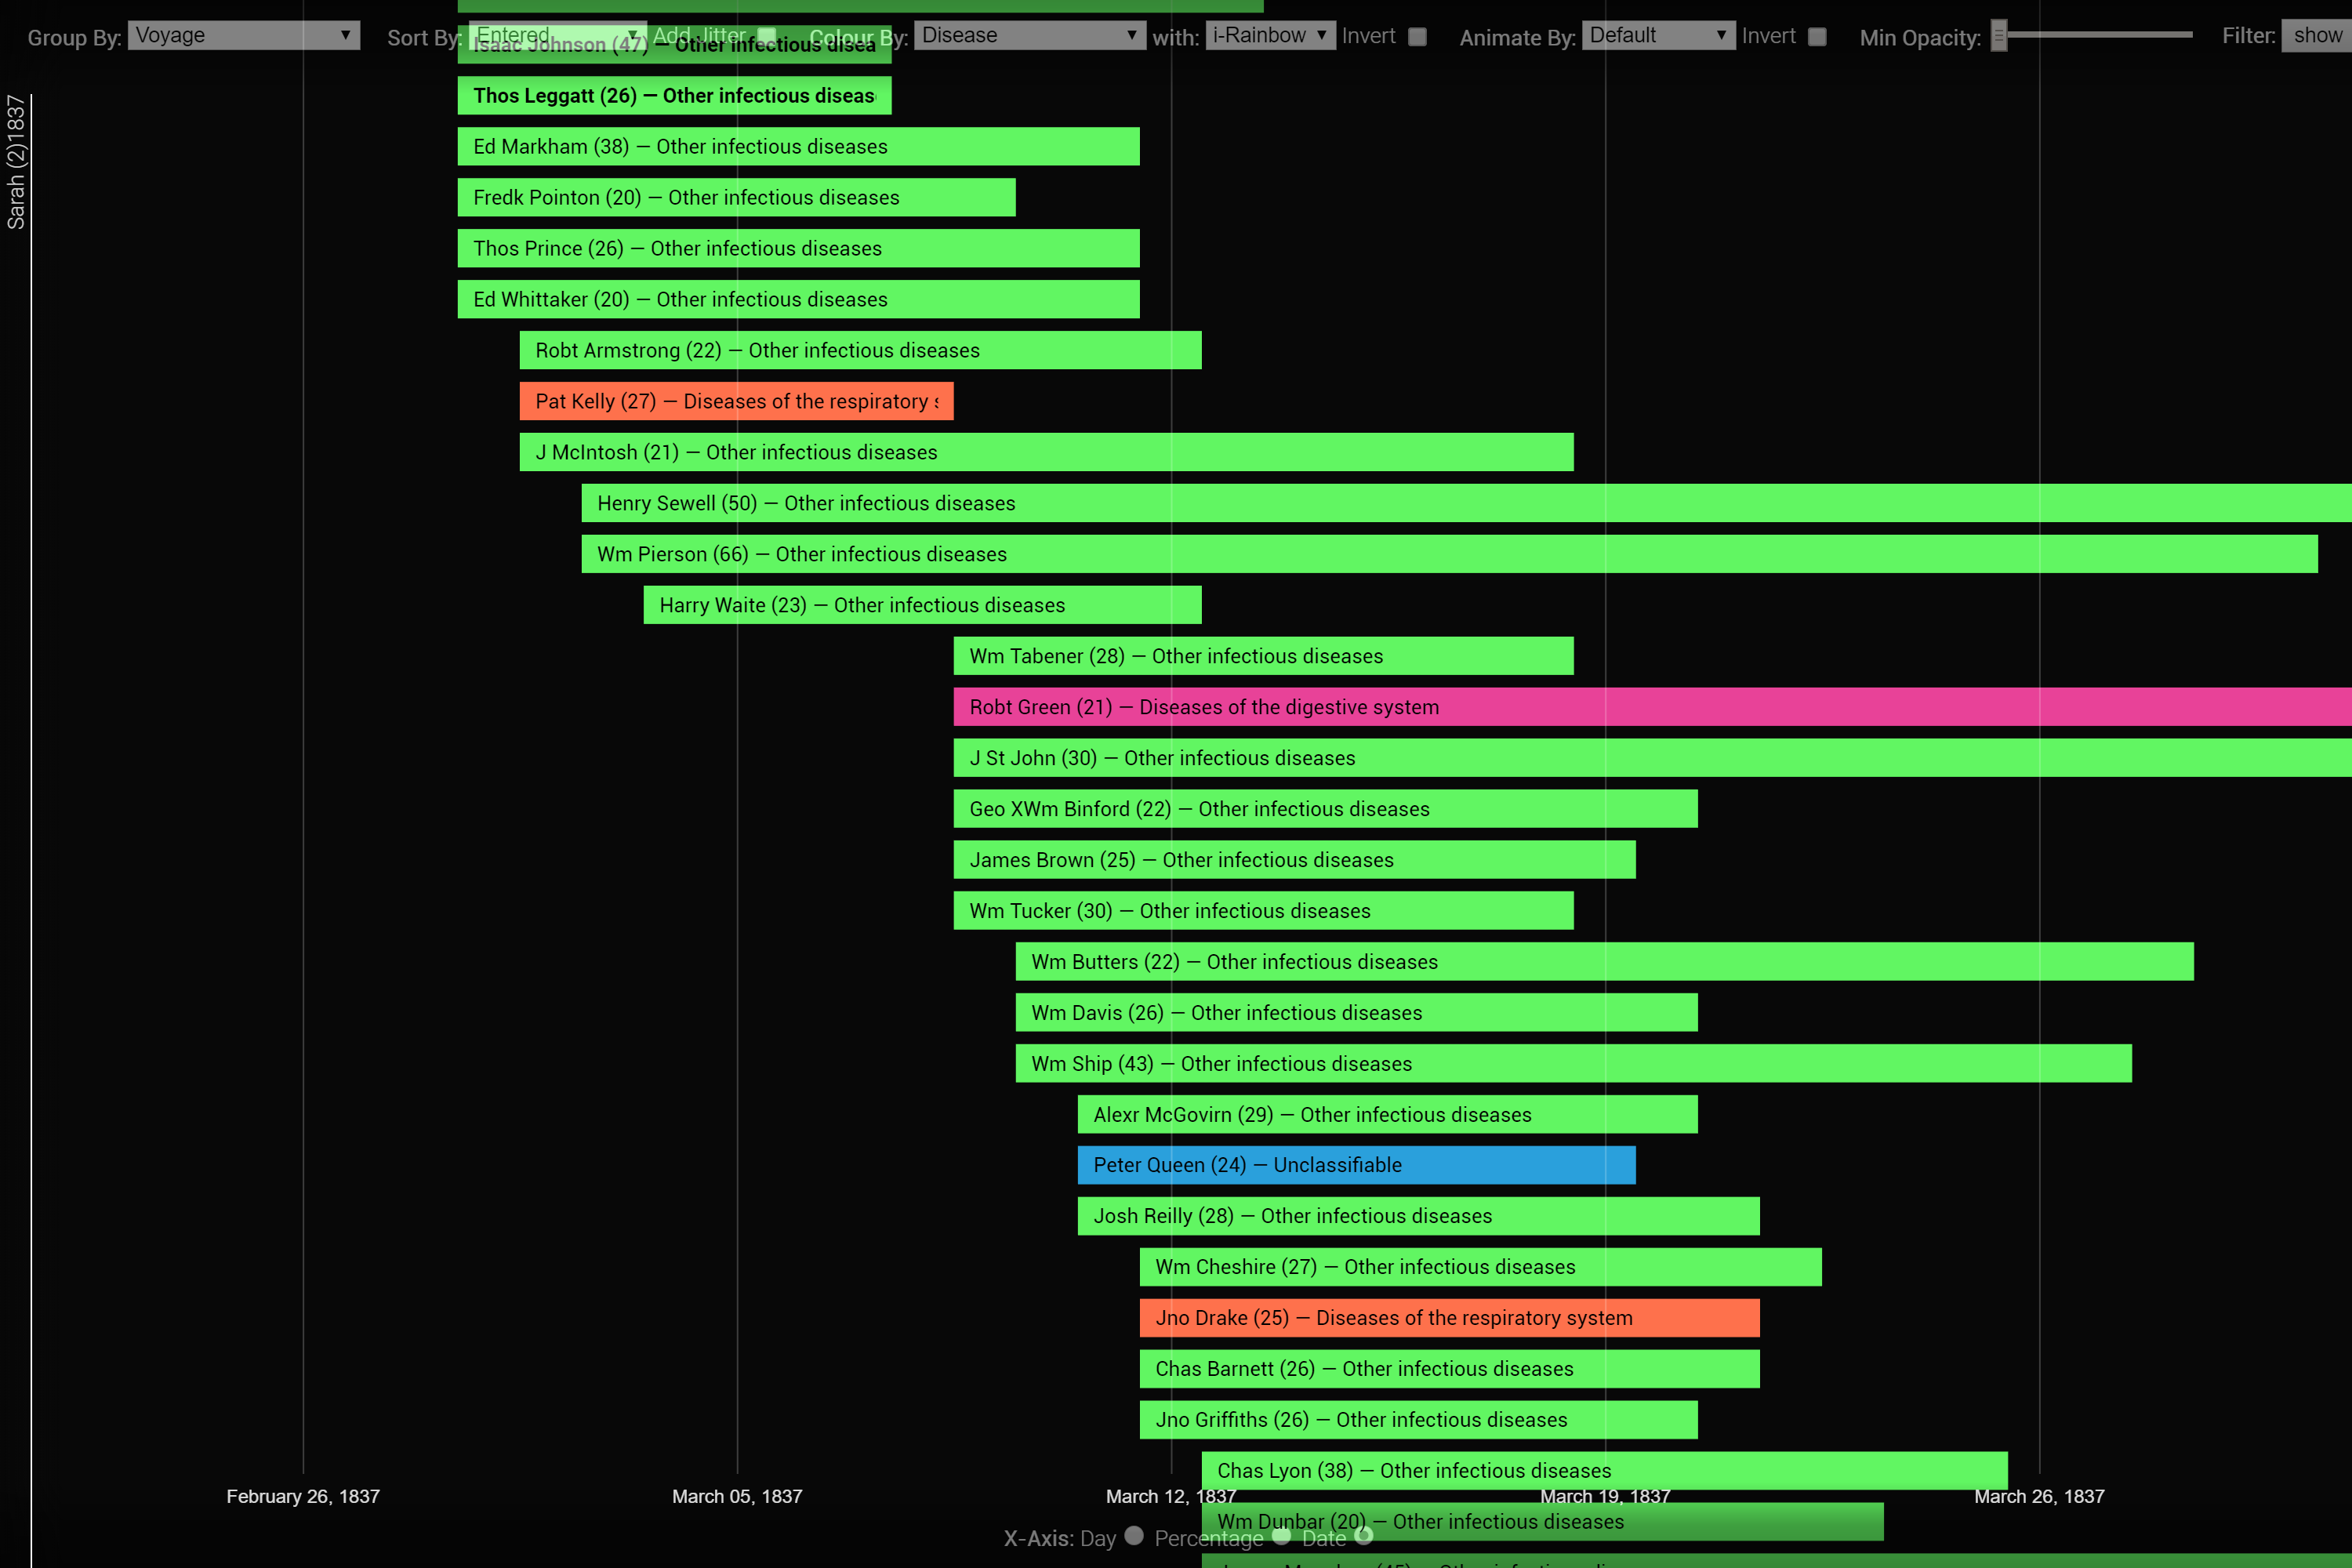 Group By: Voyage Sort By: Entered Add Jitter Colour By: Disease with: i-Rainbow Invert Animate By: Default Invert Min Opacity: Filter: show
Isaac Johnson (47) — Other infectious disea
Thos Leggatt (26) — Other infectious diseas
Sarah (2)1837
Ed Markham (38) — Other infectious diseases
Fredk Pointon (20) — Other infectious diseases
Thos Prince (26) — Other infectious diseases
Ed Whittaker (20) — Other infectious diseases
Robt Armstrong (22) — Other infectious diseases
Pat Kelly (27) — Diseases of the respiratory
J McIntosh (21) — Other infectious diseases
Henry Sewell (50) — Other infectious diseases
Wm Pierson (66) — Other infectious diseases
Harry Waite (23) — Other infectious diseases
Wm Tabener (28) — Other infectious diseases
Robt Green (21) — Diseases of the digestive system
J St John (30) — Other infectious diseases
Geo XWm Binford (22) — Other infectious diseases
James Brown (25) — Other infectious diseases
Wm Tucker (30) — Other infectious diseases
Wm Butters (22) — Other infectious diseases
Wm Davis (26) — Other infectious diseases
Wm Ship (43) — Other infectious diseases
Alexr McGovirn (29) — Other infectious diseases
Peter Queen (24) — Unclassifiable
Josh Reilly (28) — Other infectious diseases
Wm Cheshire (27) — Other infectious diseases
Jno Drake (25) — Diseases of the respiratory system
Chas Barnett (26) — Other infectious diseases
Jno Griffiths (26) — Other infectious diseases
Chas Lyon (38) — Other infectious diseases
February 26, 1837 March 05, 1837 March 12, 1837 March 19, 1837 March 26, 1837
Wm Dunbar (20) — Other infectious diseases
X-Axis: Day Percentage Date